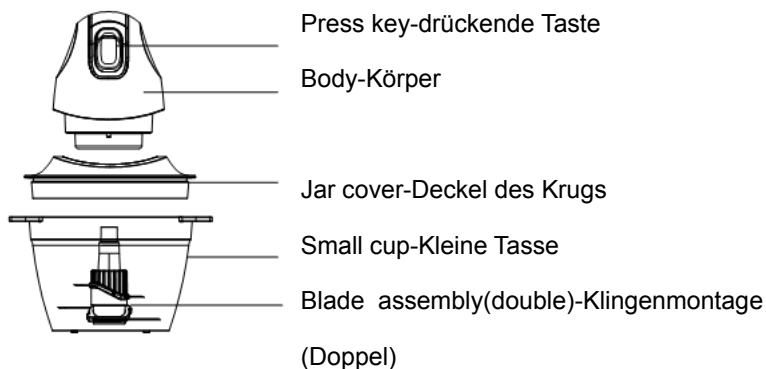 Press key-drückende Taste
Body-Körper
Jar cover-Deckel des Krugs
Small cup-Kleine Tasse
Blade assembly(double)-Klingenmontage
(Doppel)